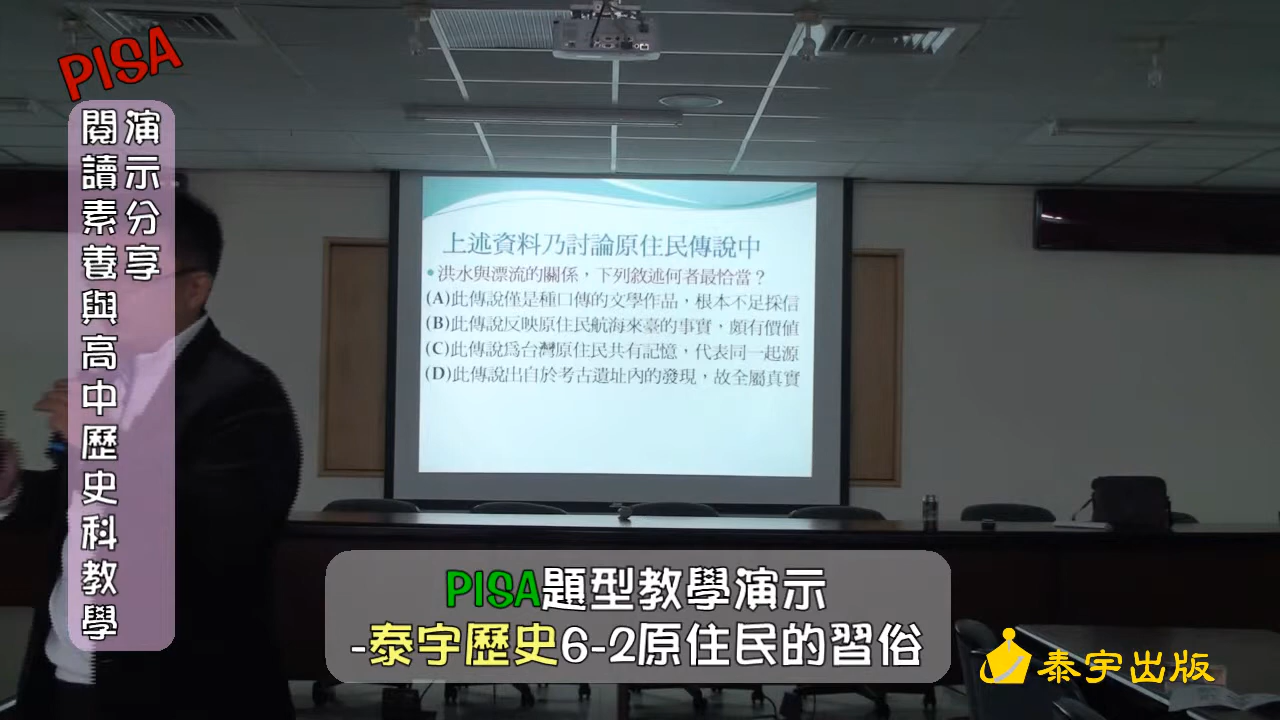 PISA
演示分享
閱讀素養與高中歷史科教學
上述資料乃討論原住民傳說中
•洪水與漂流的關係，下列敘述何者最恰當？
(A)此傳說僅是種口傳的文學作品，根本不足採信
(B)此傳說反映原住民航海來臺的事實，頗有價值
(C)此傳說為台灣原住民共有記憶，代表同一起源
(D)此傳說出自於考古遺址內的發現，故全屬真實
PISA題型教學演示
-泰宇歷史6-2原住民的習俗
泰宇出版